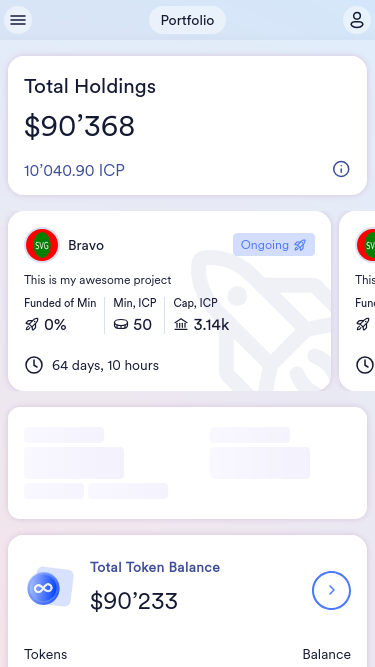 Portfolio
Total Holdings
$90’368
10’040.90 ICP
SVG
Bravo
Ongoing
This is my awesome project
Funded of Min
Min, ICP
Cap, ICP
0%
50
3.14k
64 days, 10 hours
SVG
This
Fund
Total Token Balance
$90’233
Tokens
Balance